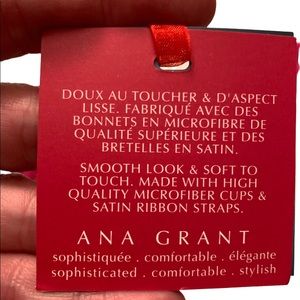 DOUX AU TOUCHER & D'ASPECT
LISSE. FABRIQUÉ AVEC DES
BONNETS EN MICROFIBRE DE
QUALITÉ SUPÉRIEURE ET DES
BRETELLES EN SATIN.
SMOOTH LOOK & SOFT TO
TOUCH. MADE WITH HIGH
QUALITY MICROFIBER CUPS &
SATIN RIBBON STRAPS.
ANA GRANT
sophistiquée . comfortable . élégante
sophisticated . comfortable . stylish